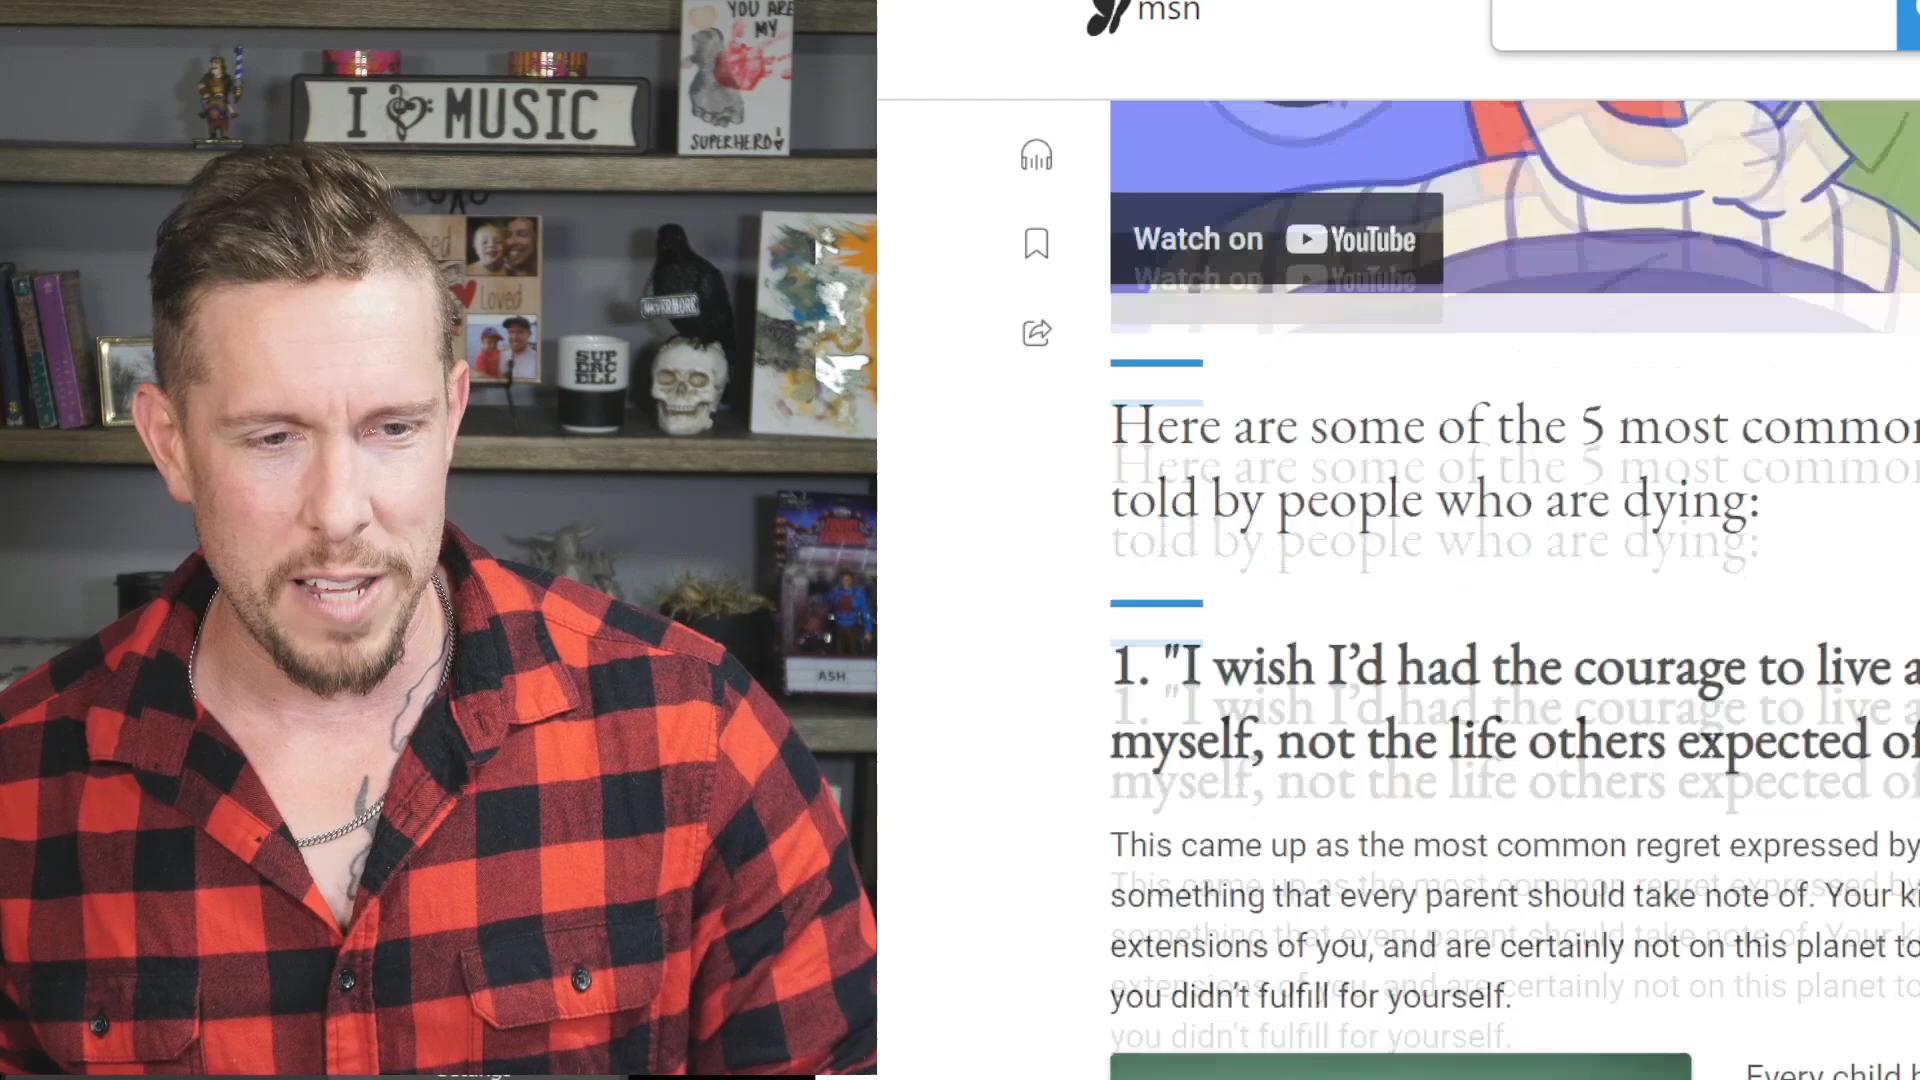 YOU ARE
MY
SUPERHERO
I MUSIC
Loved
NEVERMORE
SUP
ERC
ELL
ASH
msn
Watch on YouTube
Here are some of the 5 most common
told by people who are dying:
1. "I wish I’d had the courage to live a
myself, not the life others expected of
This came up as the most common regret expressed by
something that every parent should take note of. Your ki
extensions of you, and are certainly not on this planet to
you didn’t fulfill for yourself.
Every child